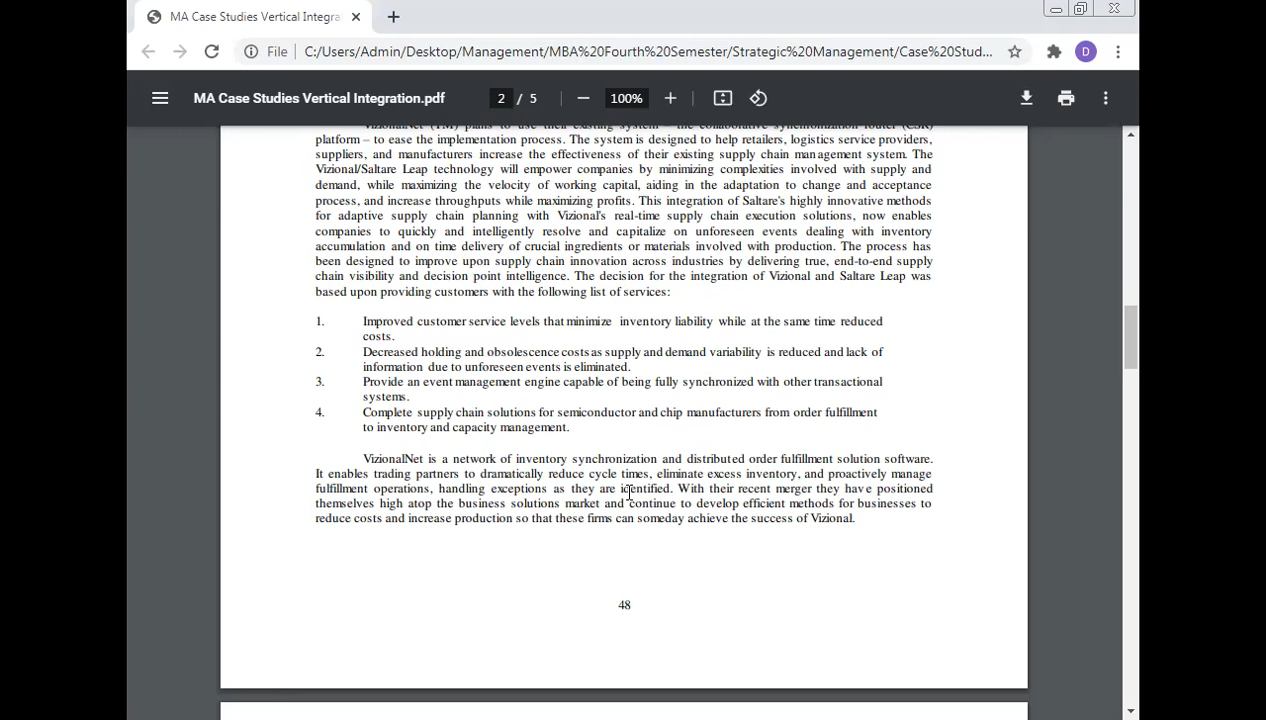 MA Case Studies Vertical Integra
File C:/Users/Admin/Desktop/Management/MBA%20Fourth%20Semester/Strategic%20Management/Case%20Stud...
D
MA Case Studies Vertical Integration.pdf 2 / 5 100%
VizionalNet (TM) plans to use their existing system – the collaborative synchronization router (CSR)
platform – to ease the implementation process. The system is designed to help retailers, logistics service providers,
suppliers, and manufacturers increase the effectiveness of their existing supply chain management system. The
Vizional/Saltare Leap technology will empower companies by minimizing complexities involved with supply and
demand, while maximizing the velocity of working capital, aiding in the adaptation to change and acceptance
process, and increase throughputs while maximizing profits. This integration of Saltare's highly innovative methods
for adaptive supply chain planning with Vizional's real-time supply chain execution solutions, now enables
companies to quickly and intelligently resolve and capitalize on unforeseen events dealing with inventory
accumulation and on time delivery of crucial ingredients or materials involved with production. The process has
been designed to improve upon supply chain innovation across industries by delivering true, end-to-end supply
chain visibility and decision point intelligence. The decision for the integration of Vizional and Saltare Leap was
based upon providing customers with the following list of services:
1. Improved customer service levels that minimize inventory liability while at the same time reduced
costs.
2. Decreased holding and obsolescence costs as supply and demand variability is reduced and lack of
information due to unforeseen events is eliminated.
3. Provide an event management engine capable of being fully synchronized with other transactional
systems.
4. Complete supply chain solutions for semiconductor and chip manufacturers from order fulfillment
to inventory and capacity management.
VizionalNet is a network of inventory synchronization and distributed order fulfillment solution software.
It enables trading partners to dramatically reduce cycle times, eliminate excess inventory, and proactively manage
fulfillment operations, handling exceptions as they are identified. With their recent merger they have positioned
themselves high atop the business solutions market and continue to develop efficient methods for businesses to
reduce costs and increase production so that these firms can someday achieve the success of Vizional.
48